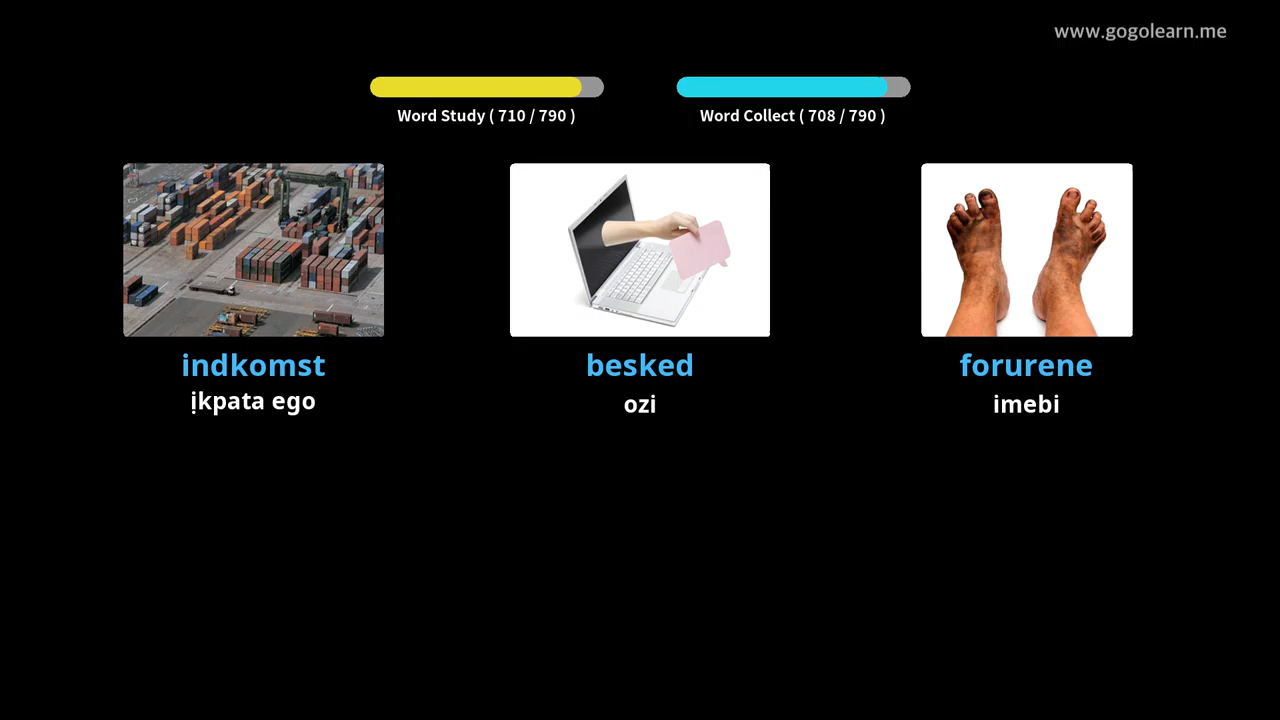 www.gogolearn.me
Word Study ( 710 / 790 )
Word Collect ( 708 / 790 )
indkomst
besked
forurene
ịkpata ego
ozi
imebi